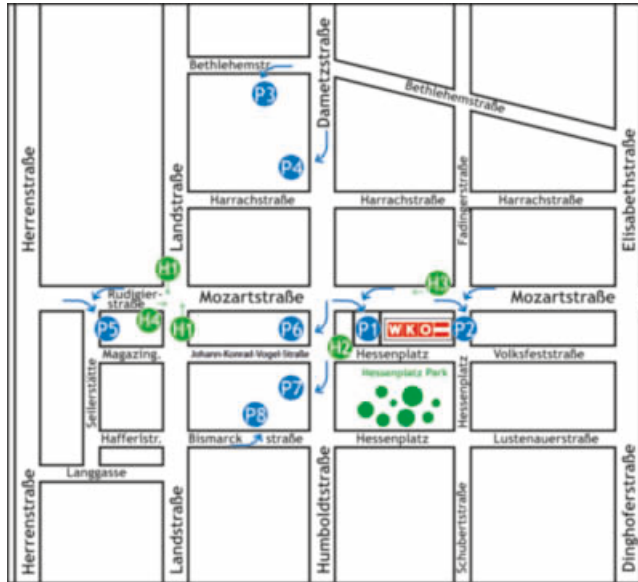 Bethlehemstr.
P3
Dametzstraße
Bethlehemstraße
P4
Herrenstraße
Landstraße
Harrachstraße
Harrachstraße
Fadingerstraße
Harrachstraße
Elisabethstraße
H1
H3
Rudigier-
straße
Mozartstraße
Mozartstraße
P5
H4
H1
P6
P1
WKO
P2
H2
Magazing.
Johann-Konrad-Vogel-Straße
Hessenplatz
Volksfeststraße
Seilerstätte
P7
Hessenplatz Park
Hessenplatz
P8
Hafferlstr.
Bismarck straße
Hessenplatz
Lustenauerstraße
Langgasse
Herrenstraße
Landstraße
Humboldtstraße
Schubertstraße
Dinghoferstraße